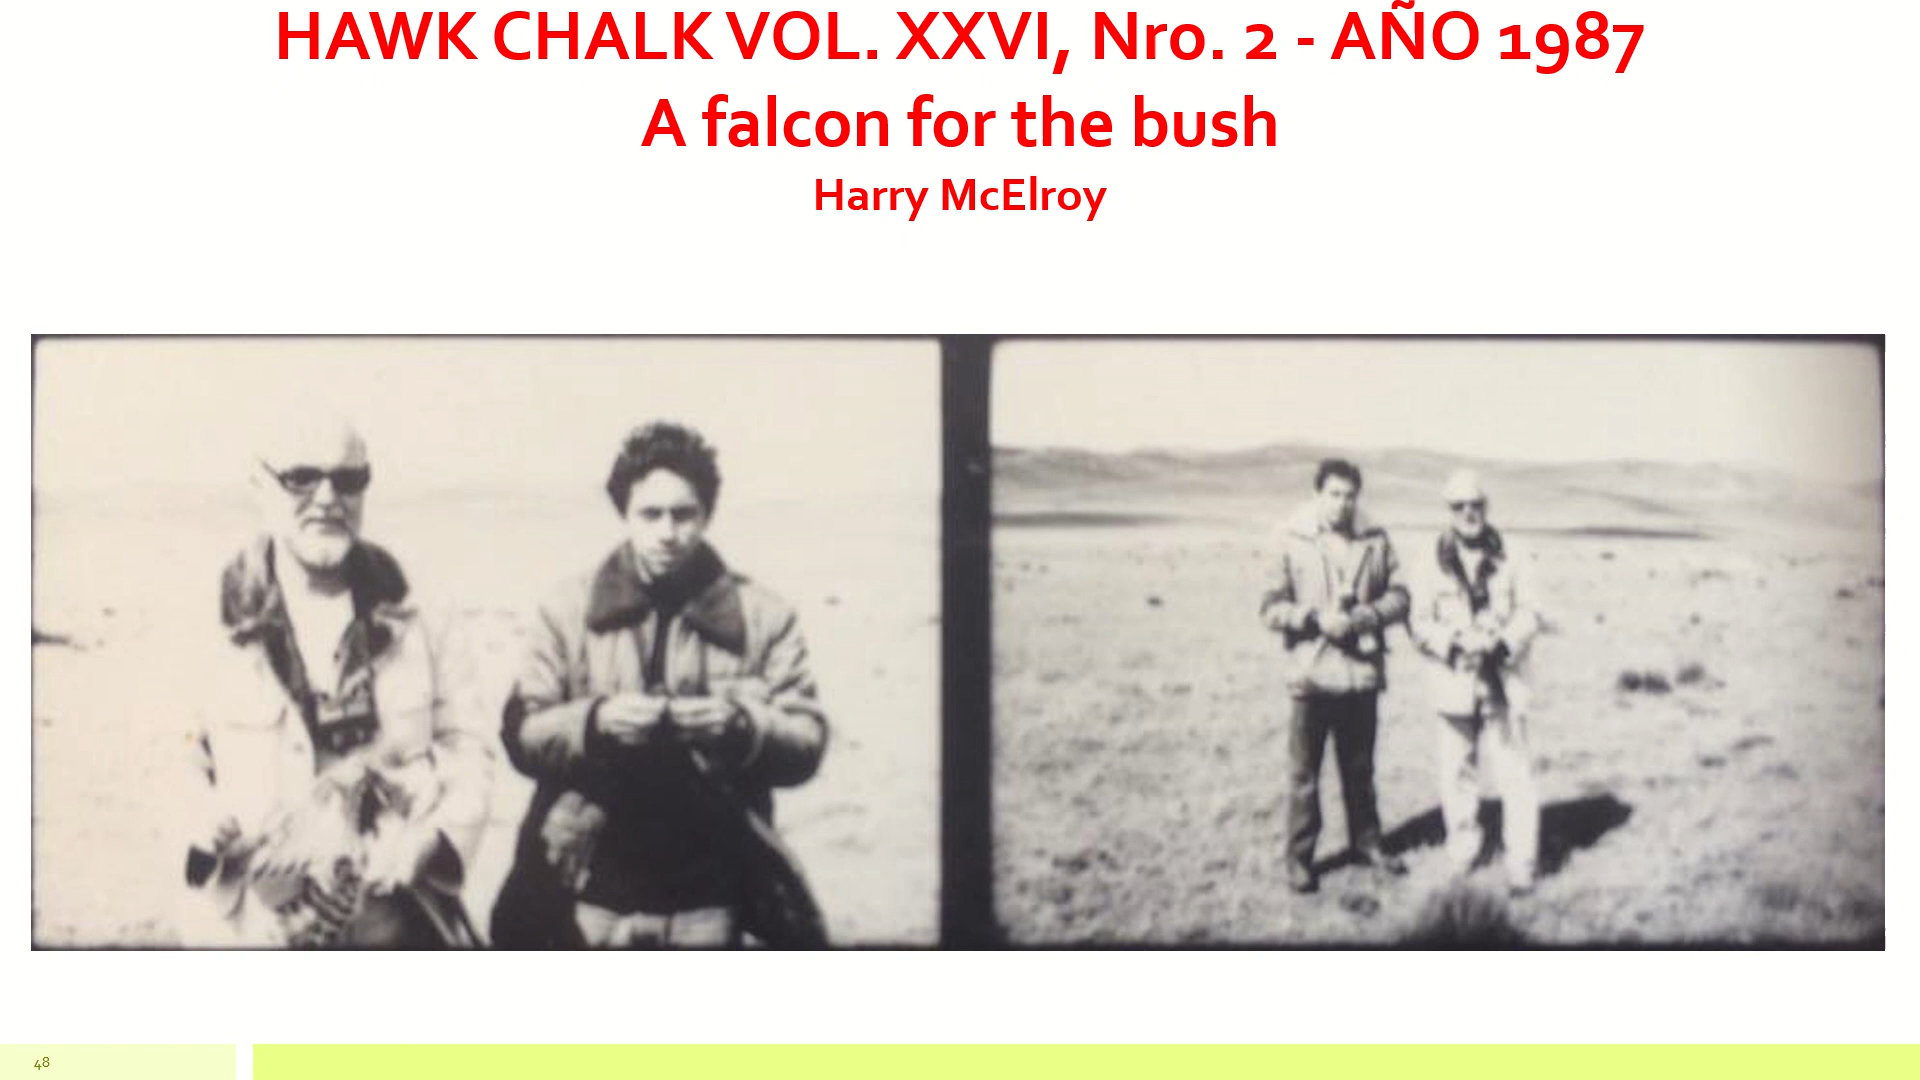 HAWK CHALK VOL. XXVI, Nro. 2 - AÑO 1987
A falcon for the bush
Harry McElroy
48